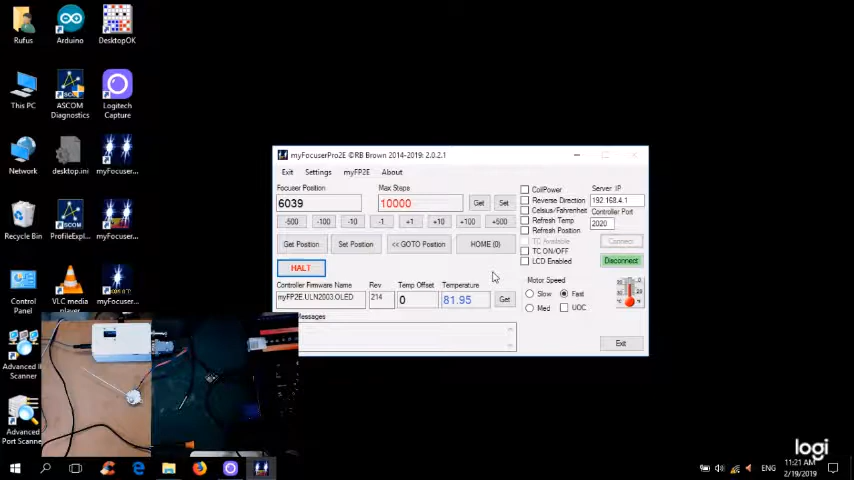 Rufus
Arduino
DesktopOK
This PC
ASCOM
Diagnostics
Logitech
Capture
Network
desktop.ini
myFocuser...
Recycle Bin
ProfileExpl...
myFocuser...
Control
Panel
VLC media
player
myFocuser...
Advanced I
Scanner
Advanced
Port Scanne
myFocuserPro2E ©RB Brown 2014-2019: 2.0.2.1
Exit Settings myFP2E About
Focuser Position Max Steps
6039 10000 Get Set
-500 -100 -10 -1 +1 +10 +100 +500
Get Position Set Position << GOTO Position HOME (0)
HALT
Controller Firmware Name Rev Temp Offset Temperature
myFP2E.ULN2003.OLED 214 0 81.95 Get
Messages
CoilPower
Reverse Direction
Celsius/Fahrenheit
Refresh Temp
Refresh Position
TC Available
TC ON/OFF
LCD Enabled
Server IP
192.168.4.1
Controller Port
2020
Connect
Disconnect
Motor Speed
Slow Fast
Med UOC
Exit
logi
ENG
11:21 AM
2/19/2019